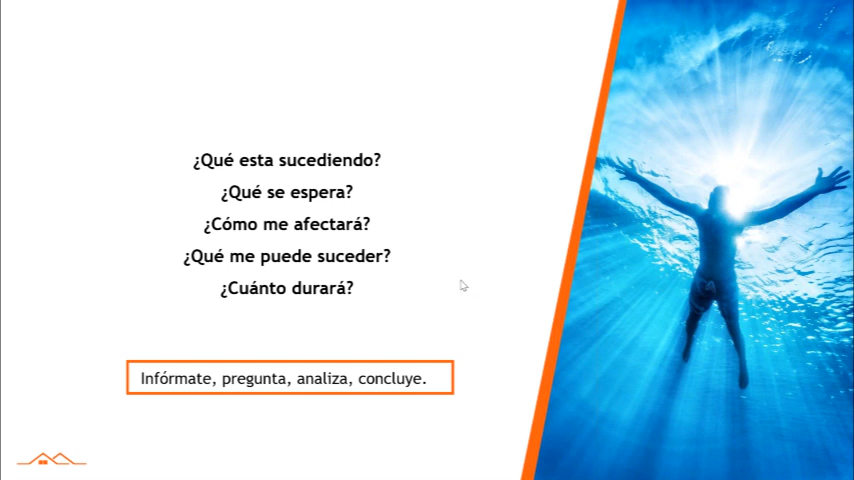 ¿Qué esta sucediendo?
¿Qué se espera?
¿Cómo me afectará?
¿Qué me puede suceder?
¿Cuánto durará?
Infórmate, pregunta, analiza, concluye.